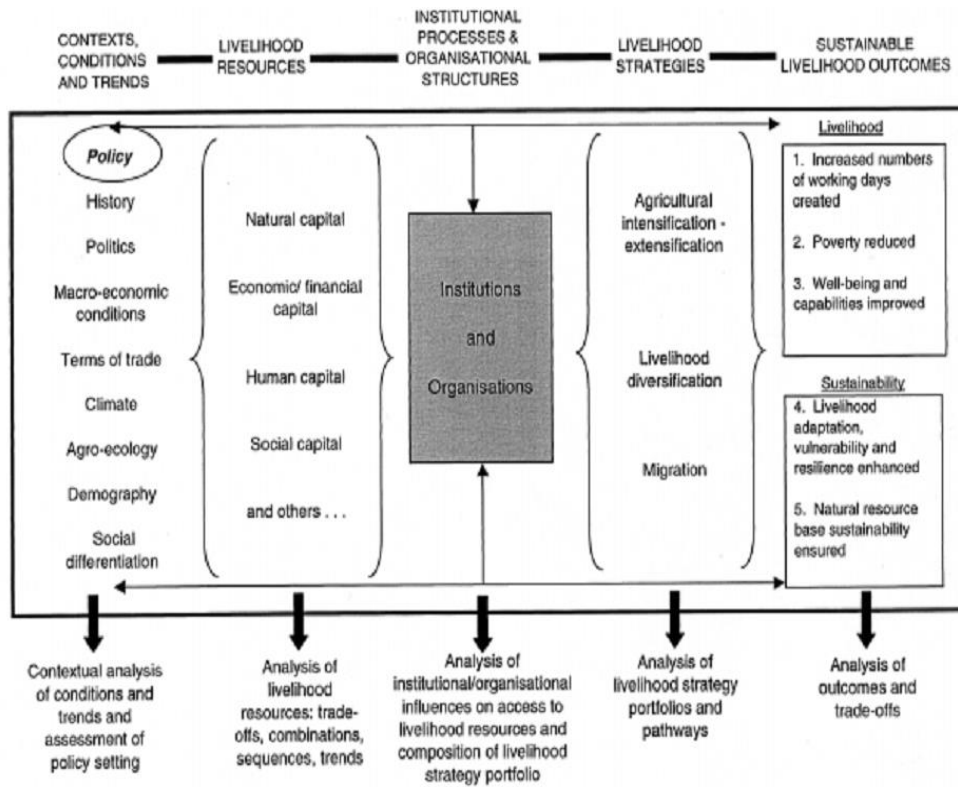 CONTEXTS,
CONDITIONS
AND TRENDS
LIVELIHOOD
RESOURCES
INSTITUTIONAL
PROCESSES &
ORGANISATIONAL
STRUCTURES
LIVELIHOOD
STRATEGIES
SUSTAINABLE
LIVELIHOOD OUTCOMES
Policy
History
Politics
Macro-economic
conditions
Terms of trade
Climate
Agro-ecology
Demography
Social
differentiation
Natural capital
Economic/ financial
capital
Human capital
Social capital
and others . . .
Institutions
and
Organisations
Agricultural
intensification -
extensification
Livelihood
diversification
Migration
Livelihood
1. Increased numbers
of working days
created
2. Poverty reduced
3. Well-being and
capabilities improved
Sustainability
4. Livelihood
adaptation,
vulnerability and
resilience enhanced
5. Natural resource
base sustainability
ensured
Contextual analysis
of conditions and
trends and
assessment of
policy setting
Analysis of
livelihood
resources: trade-
offs, combinations,
sequences, trends
Analysis of
institutional/organisational
influences on access to
livelihood resources and
composition of livelihood
strategy portfolio
Analysis of
livelihood strategy
portfolios and
pathways
Analysis of
outcomes and
trade-offs